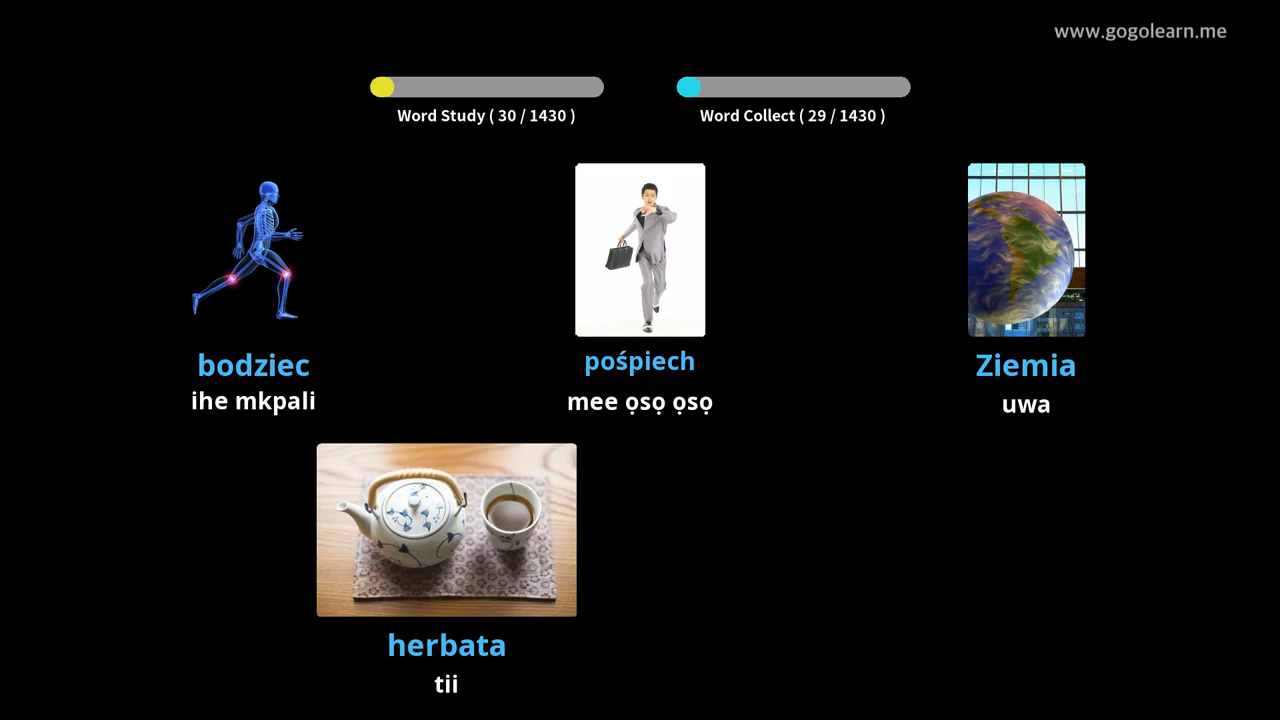 www.gogolearn.me
Word Study ( 30 / 1430 )
Word Collect ( 29 / 1430 )
bodziec
ihe mkpali
pośpiech
mee ọsọ ọsọ
Ziemia
uwa
herbata
tii